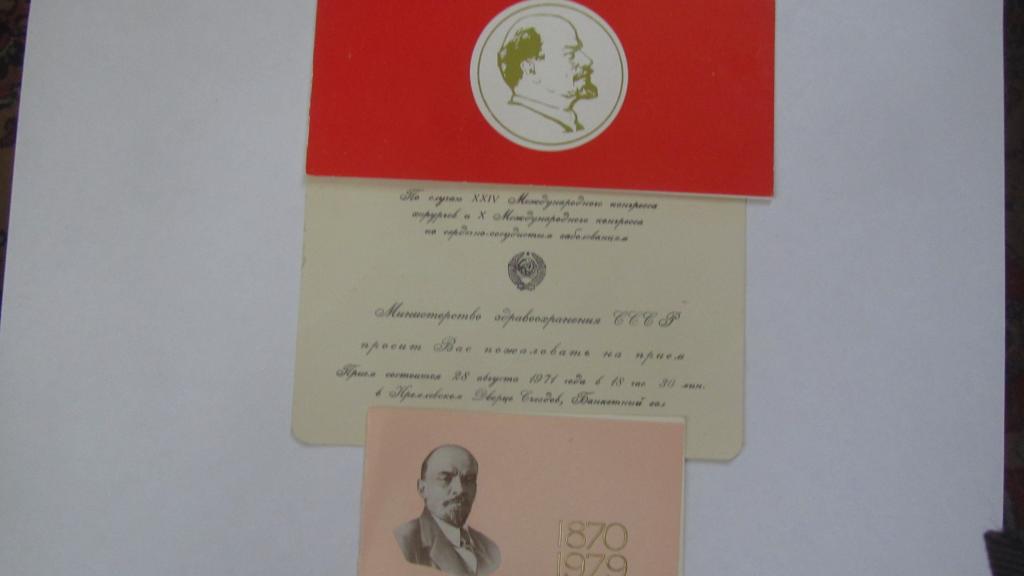 По случаю XXIV Международного конгресса
хирургов и X Международного конгресса
по сердечно-сосудистым заболеваниям
Министерство здравоохранения СССР
просит Вас пожаловать на прием
Прием состоится 28 августа 1971 года в 18 час 30 мин.
в Кремлевском Дворце Съездов, Банкетный зал
1870
1979